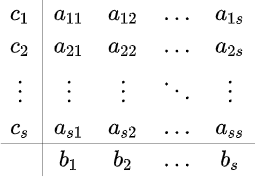 c₁ a₁₁ a₁₂ … a₁ₛ
c₂ a₂₁ a₂₂ … a₂ₛ
⋮ ⋮ ⋮ ⋱ ⋮
cₛ aₛ₁ aₛ₂ … aₛₛ
b₁ b₂ … bₛ